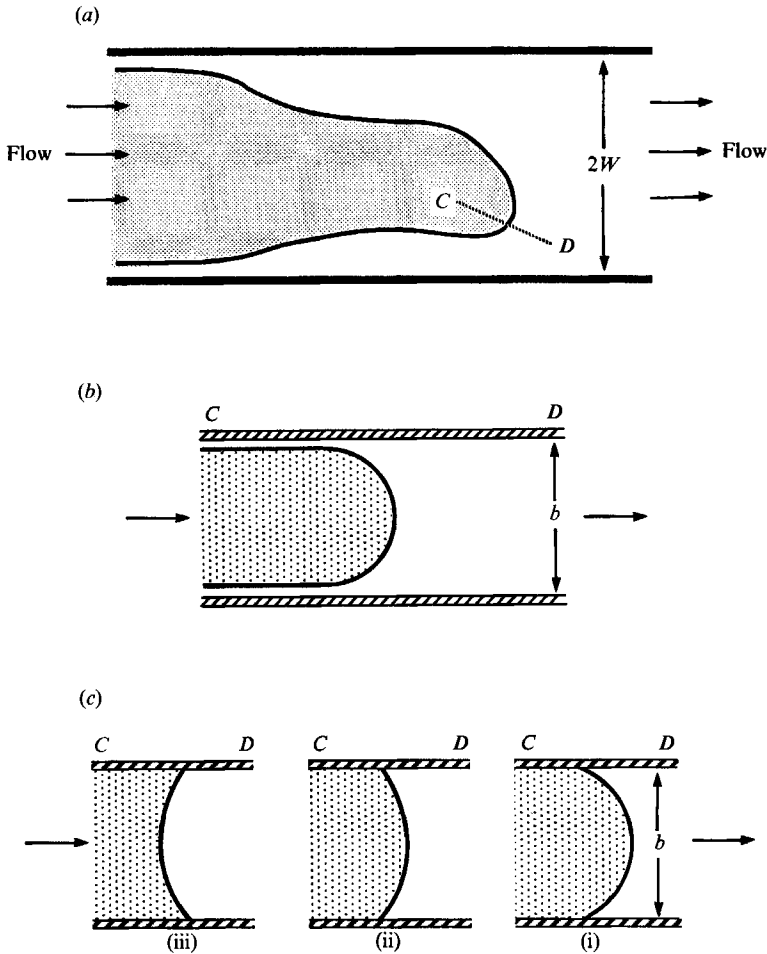 (a)
Flow
2W
Flow
C
D
(b)
C D
b
(c)
C D C D C D
b
(iii) (ii) (i)